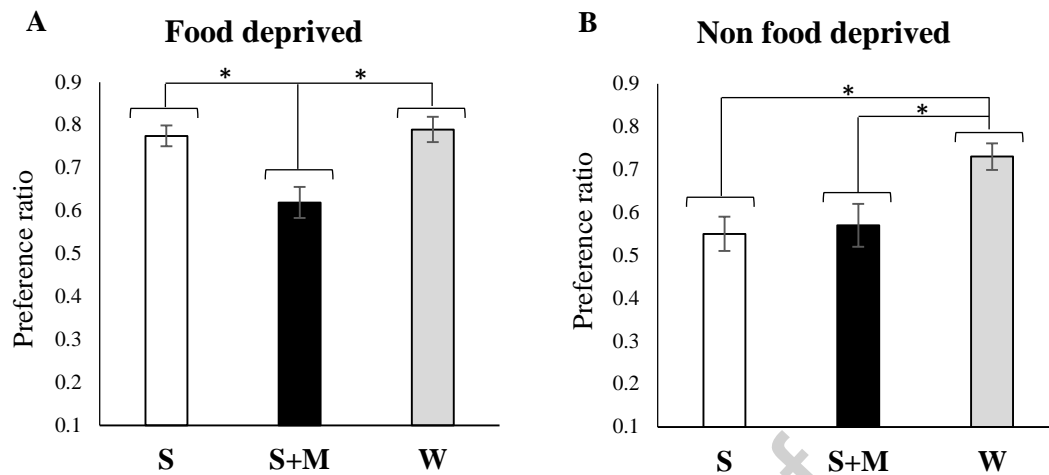 A
Food deprived
Preference ratio
0.9
0.8
0.7
0.6
0.5
0.4
0.3
0.2
0.1
*
*
S
S+M
W
B
Non food deprived
Preference ratio
0.9
0.8
0.7
0.6
0.5
0.4
0.3
0.2
0.1
*
*
S
S+M
W
f